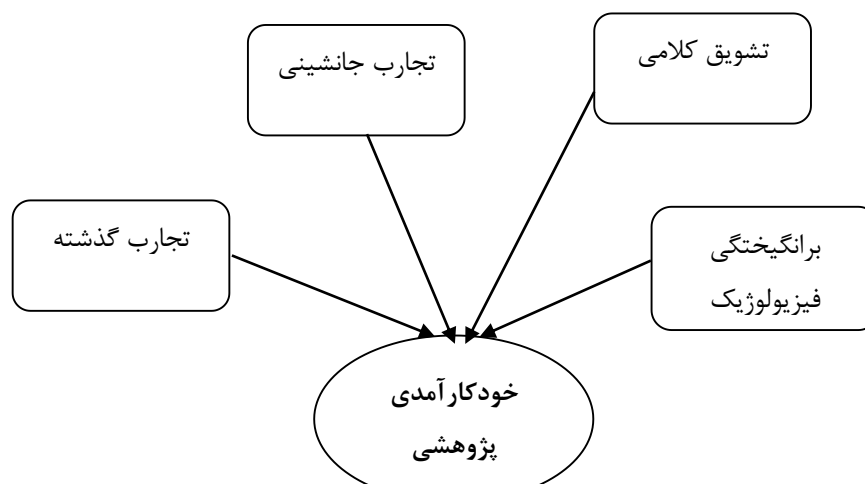 تشویق کلامی
تجارب جانشینی
تجارب گذشته
برانگیختگی
فیزیولوژیک
خودکارآمدی
پژوهشی